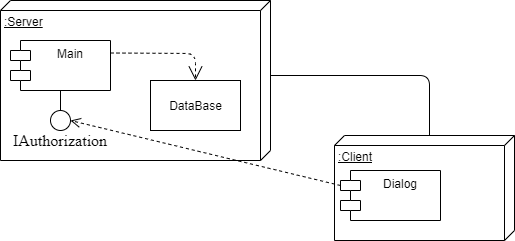 :Server
Main
DataBase
IAuthorization
:Client
Dialog